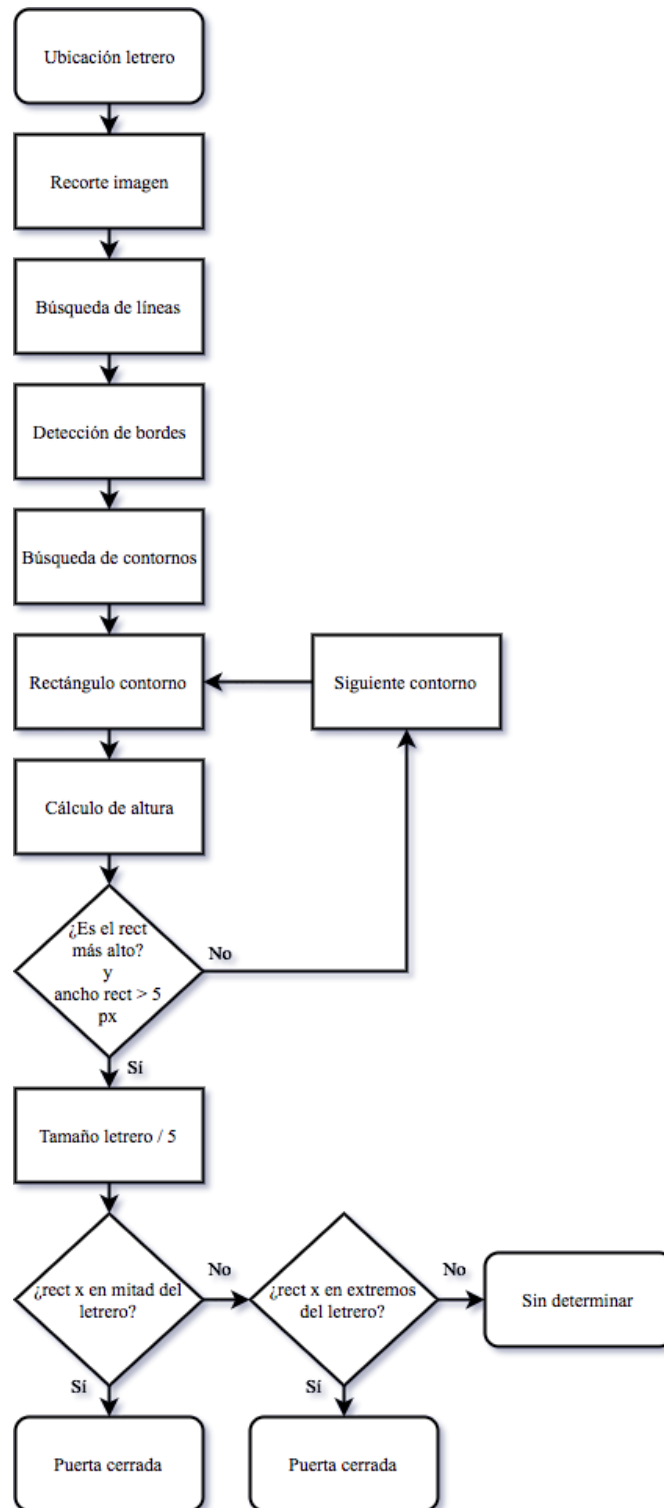 Ubicación letrero
Recorte imagen
Búsqueda de líneas
Detección de bordes
Búsqueda de contornos
Rectángulo contorno
Siguiente contorno
Cálculo de altura
¿Es el rect
más alto?
y
ancho rect > 5
px
No
Sí
Tamaño letrero / 5
¿rect x en mitad del
letrero?
No
¿rect x en extremos
del letrero?
No
Sin determinar
Sí
Sí
Puerta cerrada
Puerta cerrada